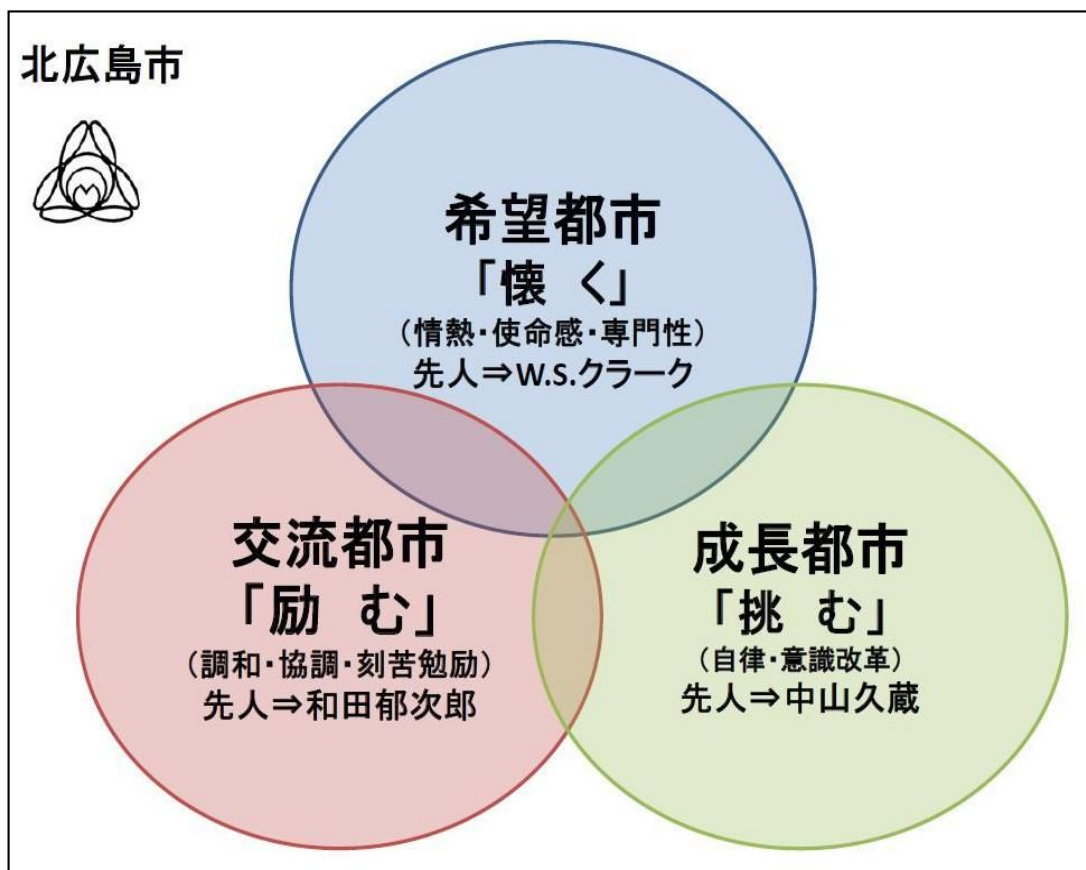 北広島市
希望都市
「懐 く」
（情熱・使命感・専門性）
先人⇒W.S.クラーク
交流都市
「励 む」
（調和・協調・刻苦勉励）
先人⇒和田郁次郎
成長都市
「挑 む」
（自律・意識改革）
先人⇒中山久蔵